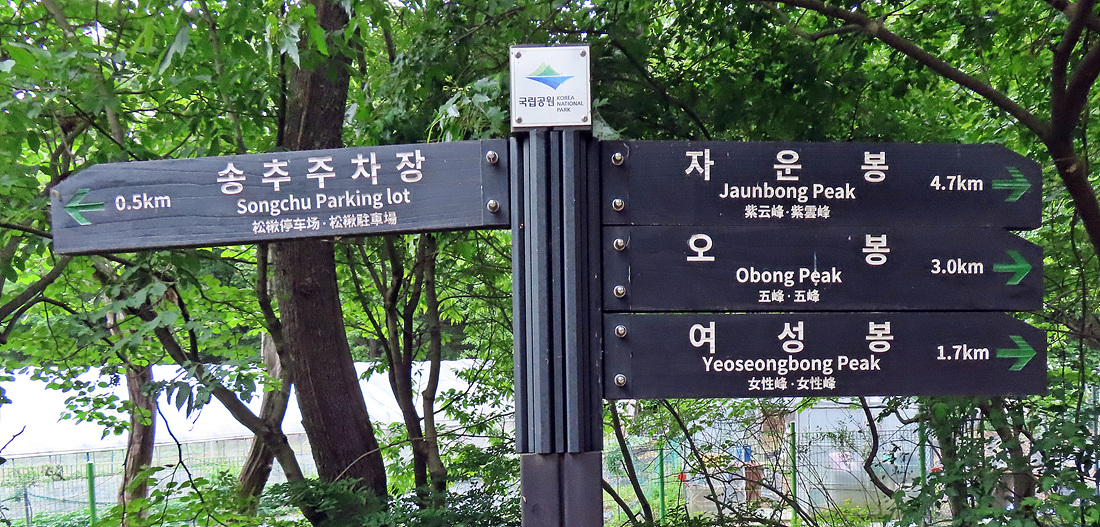 국립공원
KOREA
NATIONAL
PARK
송추주차장
0.5km
Songchu Parking lot
松楸停车场·松楸駐車場
자운봉
Jaunbong Peak
4.7km
紫云峰·紫雲峰
오봉
Obong Peak
3.0km
五峰·五峰
여성봉
Yeoseongbong Peak
1.7km
女性峰·女性峰